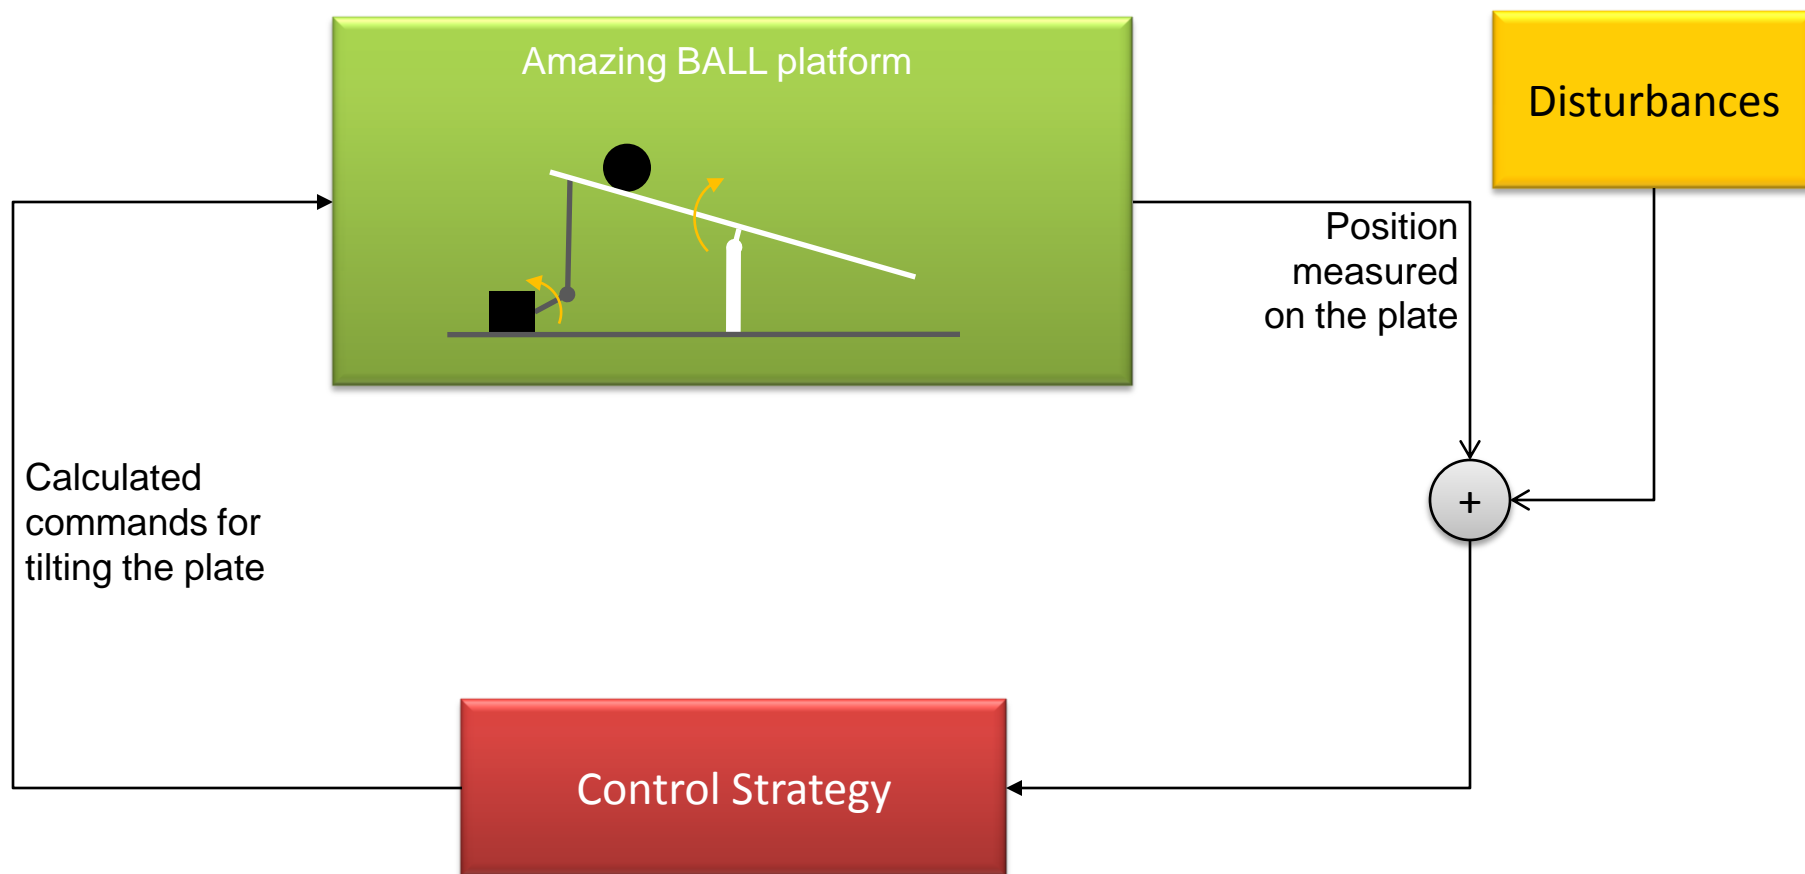 Amazing BALL platform
Disturbances
Position
measured
on the plate
Calculated
commands for
tilting the plate
+
Control Strategy